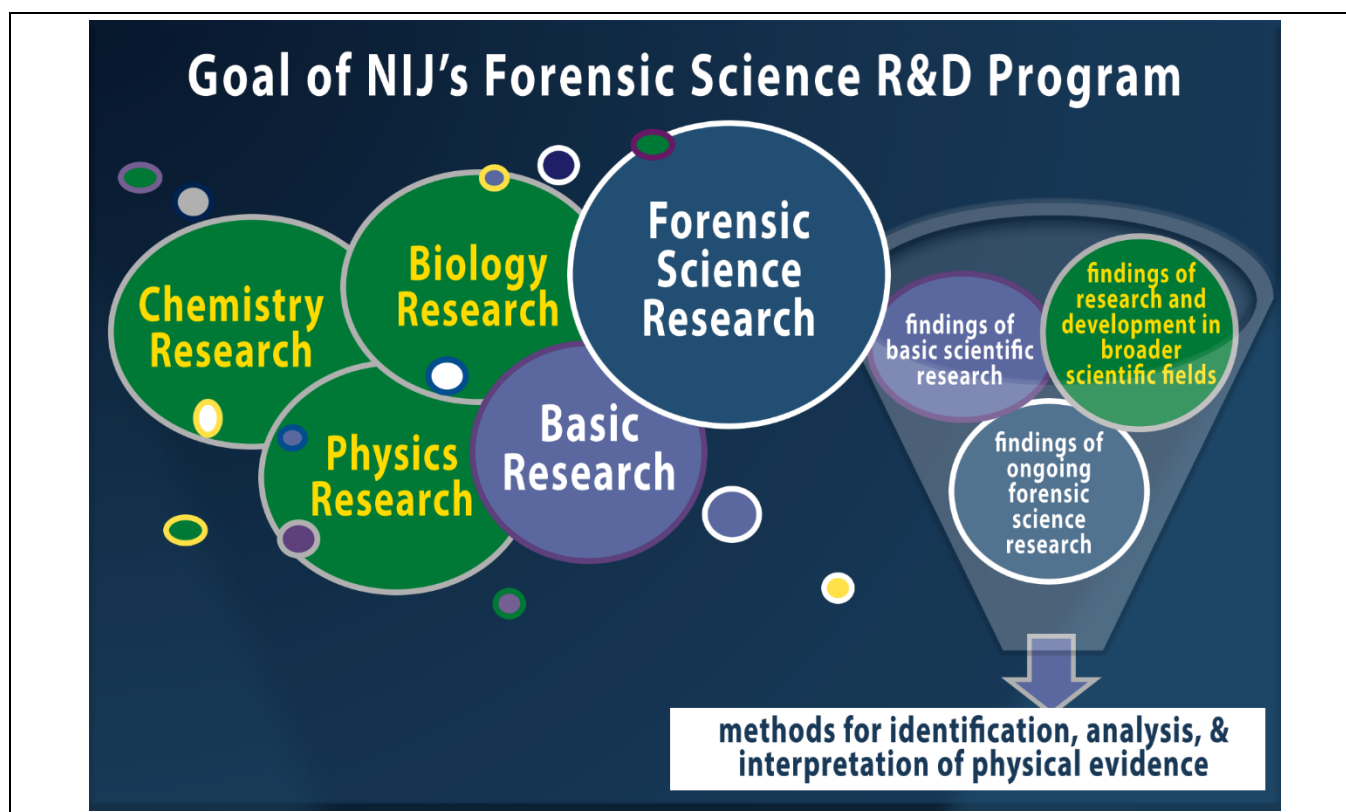 Goal of NIJ's Forensic Science R&D Program
Chemistry
Research
Biology
Research
Physics
Research
Basic
Research
Forensic
Science
Research
findings of
basic scientific
research
findings of
research and
development in
broader
scientific fields
findings of
ongoing
forensic
science
research
methods for identification, analysis, &
interpretation of physical evidence